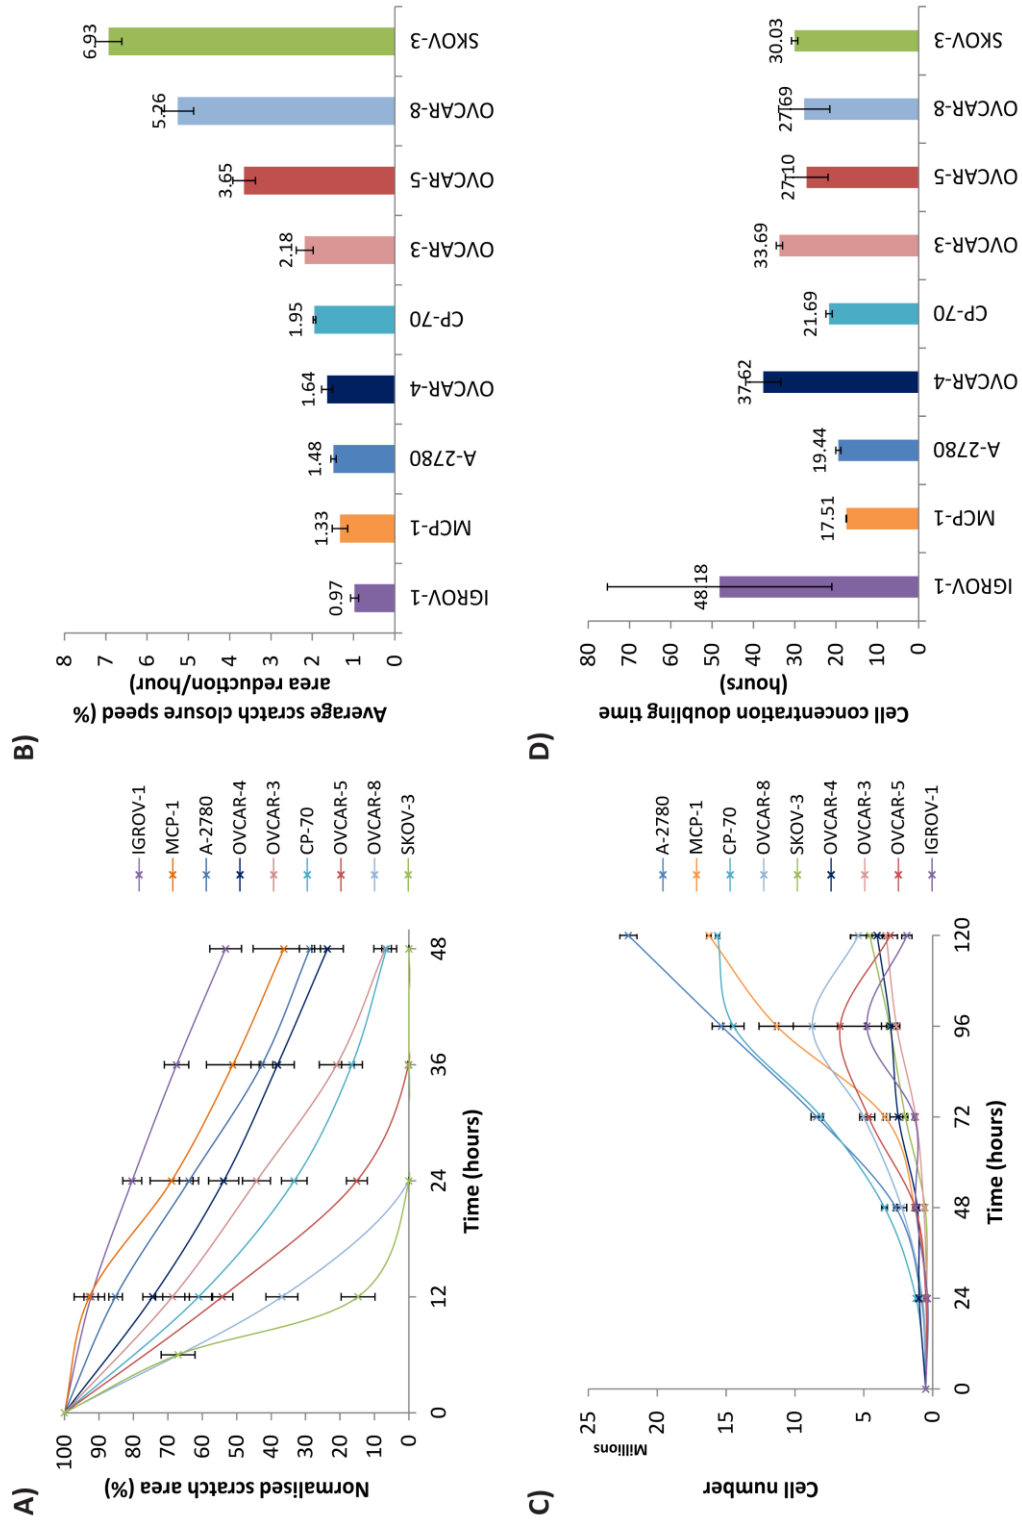 A)
Normalised scratch area (%)
100
90
80
70
60
50
40
30
20
10
0
0 12 24 36 48
Time (hours)
IGROV-1
MCP-1
A-2780
OVCAR-4
OVCAR-3
CP-70
OVCAR-5
OVCAR-8
SKOV-3
B)
Average scratch closure speed (%
area reduction/hour)
8
7
6
5
4
3
2
1
0
0.97
1.33
1.48
1.64
1.95
2.18
3.65
5.26
6.93
IGROV-1
MCP-1
A-2780
OVCAR-4
CP-70
OVCAR-3
OVCAR-5
OVCAR-8
SKOV-3
C)
Cell number
Millions
25
20
15
10
5
0
0 24 48 72 96 120
Time (hours)
A-2780
MCP-1
CP-70
OVCAR-8
SKOV-3
OVCAR-4
OVCAR-3
OVCAR-5
IGROV-1
D)
Cell concentration doubling time
(hours)
80
70
60
50
40
30
20
10
0
48.18
17.51
19.44
37.62
21.69
33.69
27.10
27.69
30.03
IGROV-1
MCP-1
A-2780
OVCAR-4
CP-70
OVCAR-3
OVCAR-5
OVCAR-8
SKOV-3